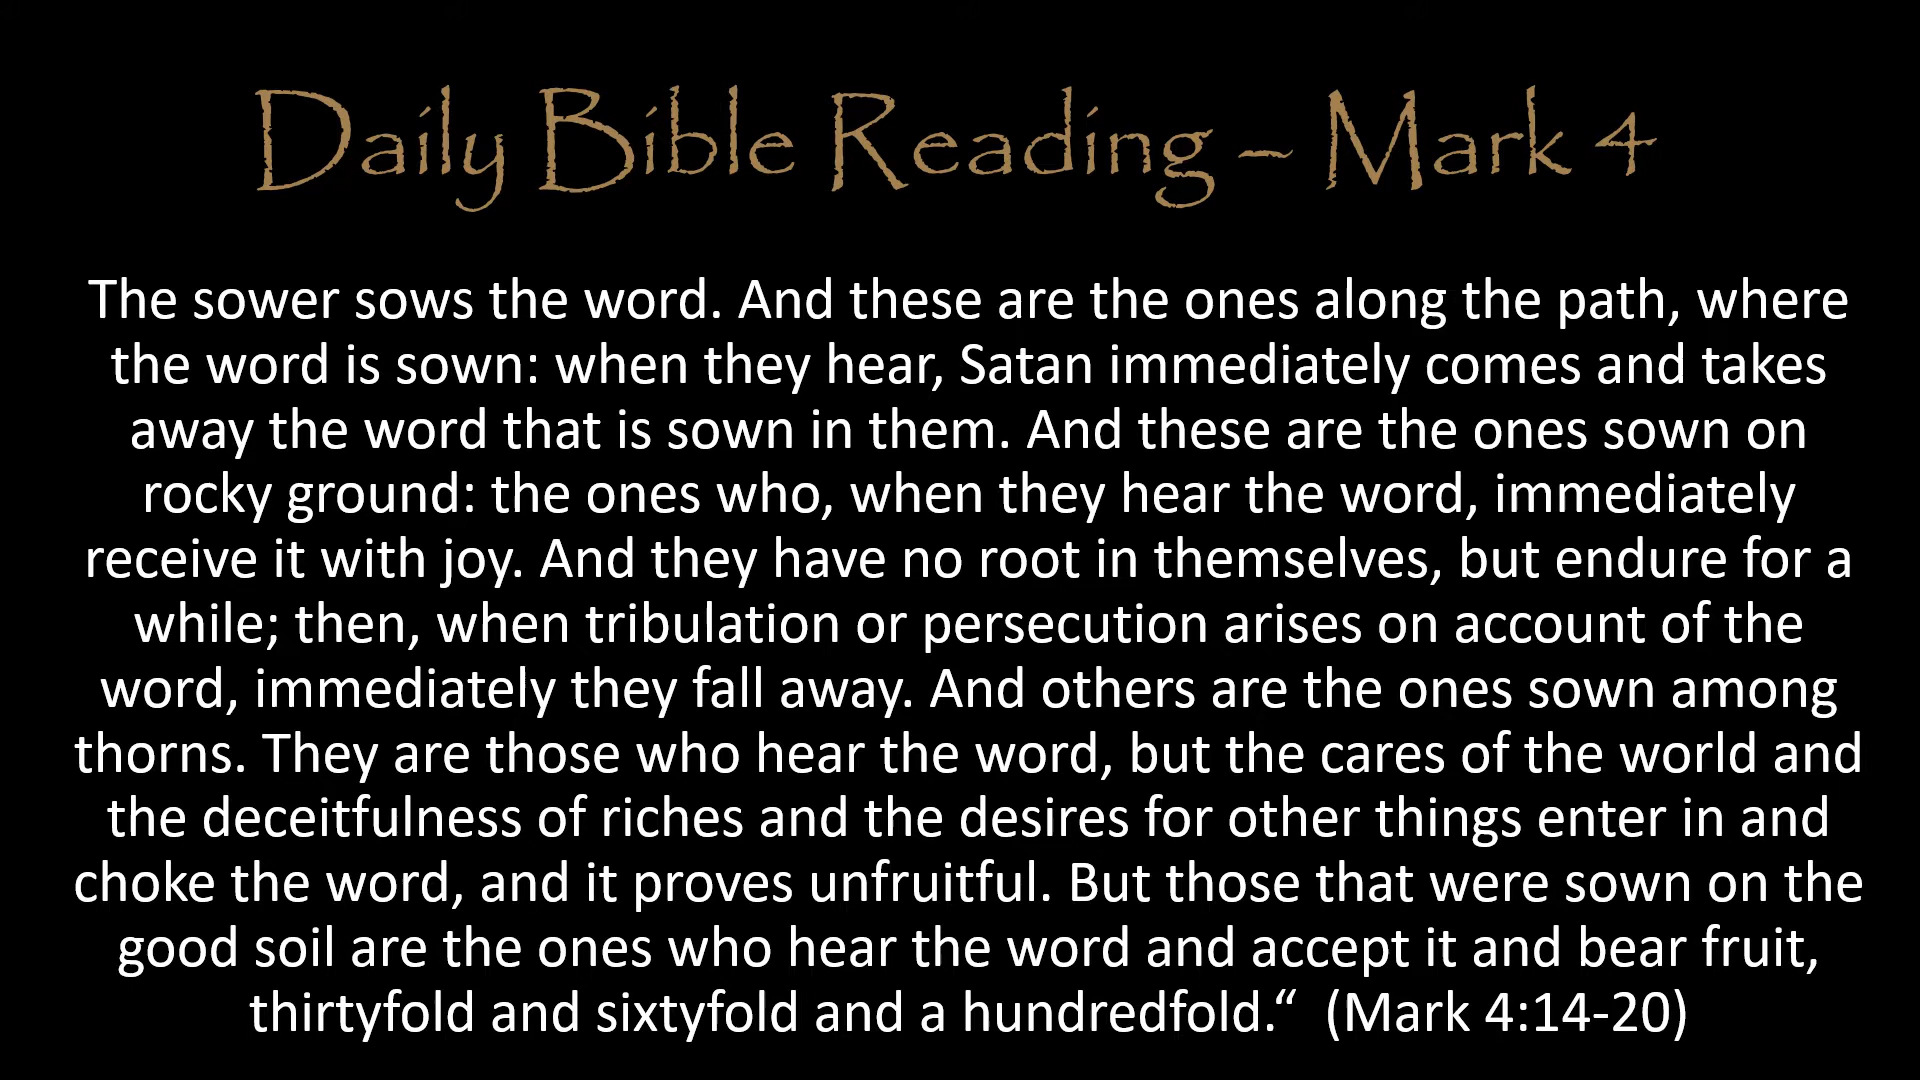 Daily Bible Reading – Mark 4
The sower sows the word. And these are the ones along the path, where
the word is sown: when they hear, Satan immediately comes and takes
away the word that is sown in them. And these are the ones sown on
rocky ground: the ones who, when they hear the word, immediately
receive it with joy. And they have no root in themselves, but endure for a
while; then, when tribulation or persecution arises on account of the
word, immediately they fall away. And others are the ones sown among
thorns. They are those who hear the word, but the cares of the world and
the deceitfulness of riches and the desires for other things enter in and
choke the word, and it proves unfruitful. But those that were sown on the
good soil are the ones who hear the word and accept it and bear fruit,
thirtyfold and sixtyfold and a hundredfold.“  (Mark 4:14-20)